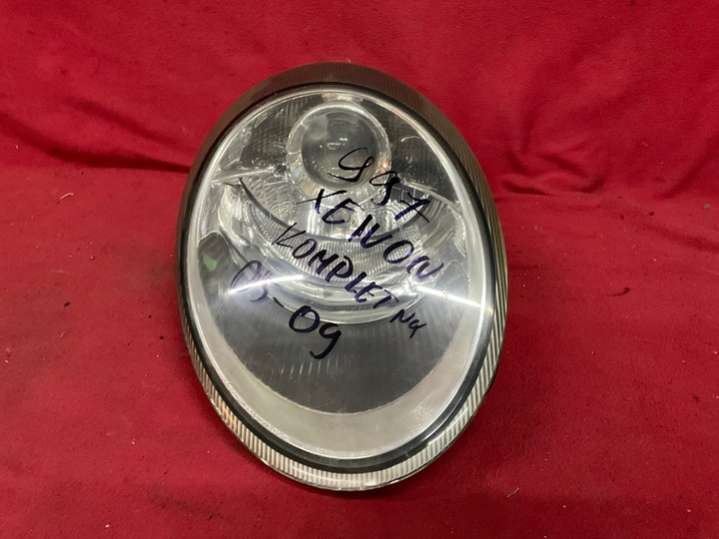 997
XENON
KOMPLETNA
05-09